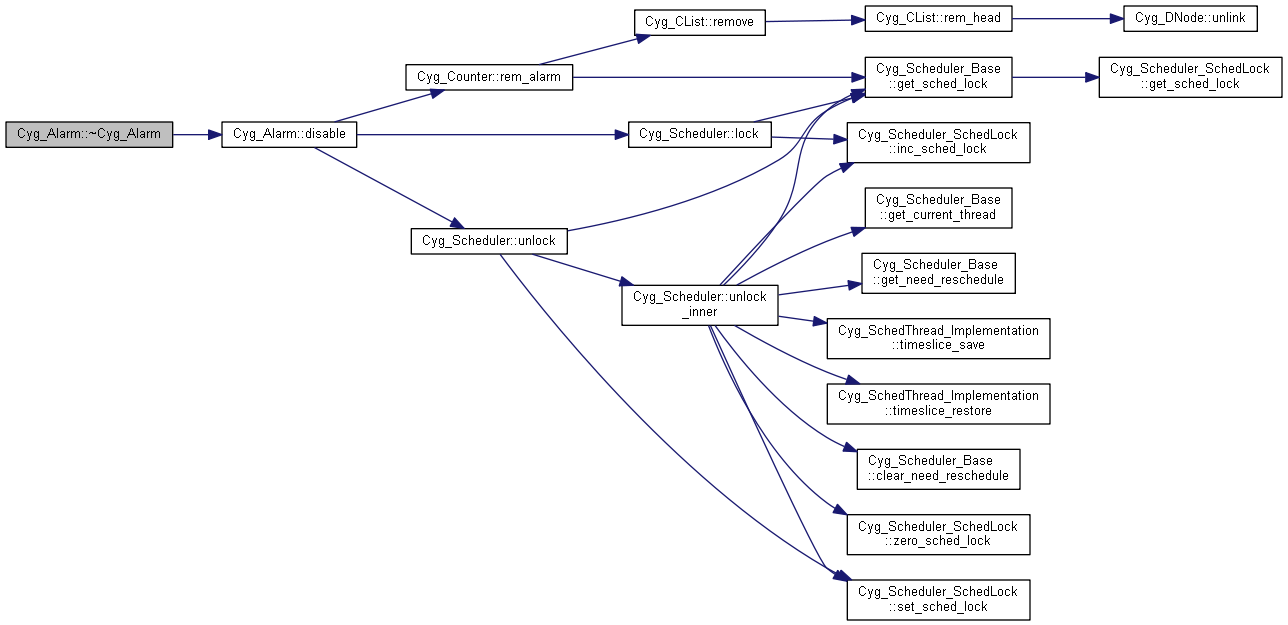 Cyg_Alarm::~Cyg_Alarm
Cyg_Alarm::disable
Cyg_Counter::rem_alarm
Cyg_CList::remove
Cyg_CList::rem_head
Cyg_DNode::unlink
Cyg_Scheduler_Base
::get_sched_lock
Cyg_Scheduler_SchedLock
::get_sched_lock
Cyg_Scheduler::lock
Cyg_Scheduler_SchedLock
::inc_sched_lock
Cyg_Scheduler::unlock
Cyg_Scheduler::unlock
_inner
Cyg_Scheduler_Base
::get_current_thread
Cyg_Scheduler_Base
::get_need_reschedule
Cyg_SchedThread_Implementation
::timeslice_save
Cyg_SchedThread_Implementation
::timeslice_restore
Cyg_Scheduler_Base
::clear_need_reschedule
Cyg_Scheduler_SchedLock
::zero_sched_lock
Cyg_Scheduler_SchedLock
::set_sched_lock